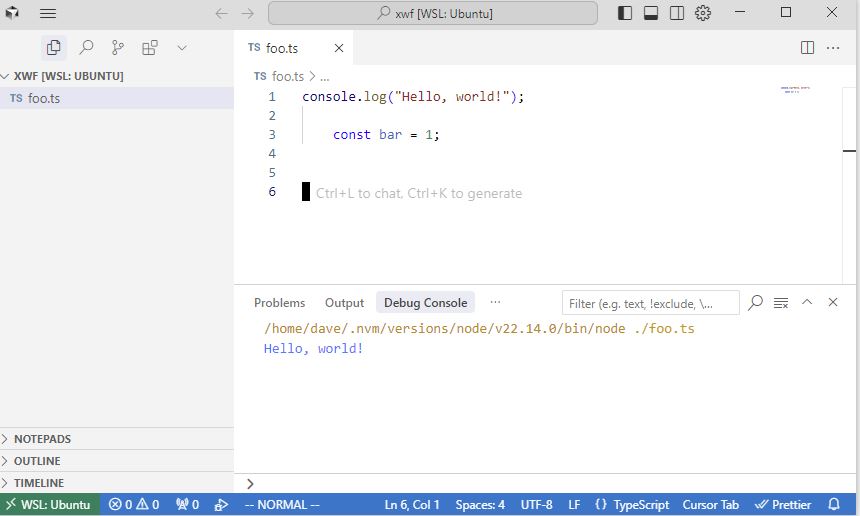 xwf [WSL: Ubuntu]
XWF [WSL: UBUNTU]
TS foo.ts
NOTEPADS
OUTLINE
TIMELINE
TS foo.ts
TS foo.ts > ...
1 console.log("Hello, world!");
2
3 const bar = 1;
4
5
6 Ctrl+L to chat, Ctrl+K to generate
Problems Output Debug Console ··· Filter (e.g. text, !exclude, \...
/home/dave/.nvm/versions/node/v22.14.0/bin/node ./foo.ts
Hello, world!
>
WSL: Ubuntu 0 0 0 -- NORMAL -- Ln 6, Col 1 Spaces: 4 UTF-8 LF {} TypeScript Cursor Tab Prettier